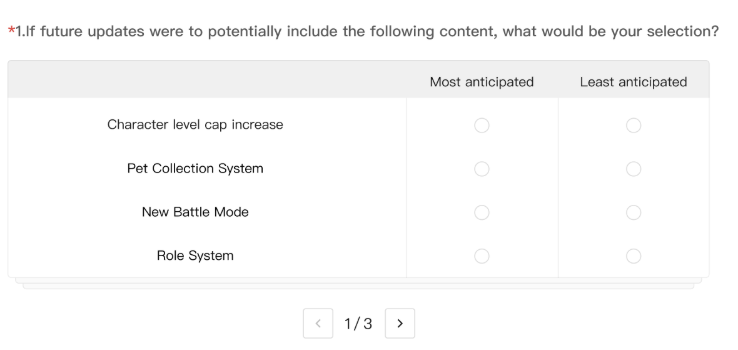 *1.If future updates were to potentially include the following content, what would be your selection?
Most anticipated Least anticipated
Character level cap increase
Pet Collection System
New Battle Mode
Role System
< 1/3 >